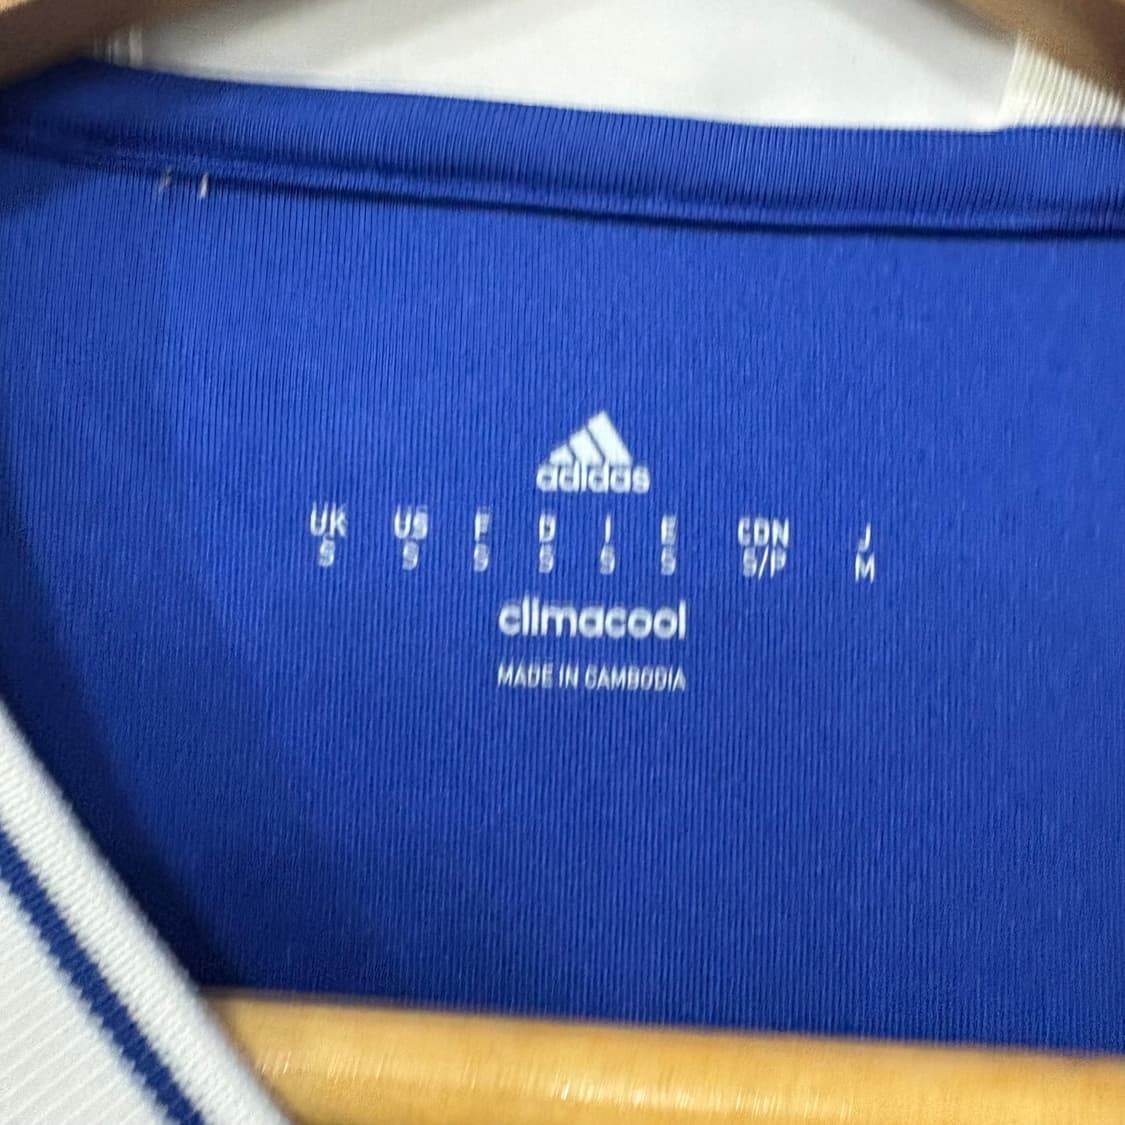 adidas
UK US F D I E CDN J
S S S S S S S/P M
climacool
MADE IN CAMBODIA